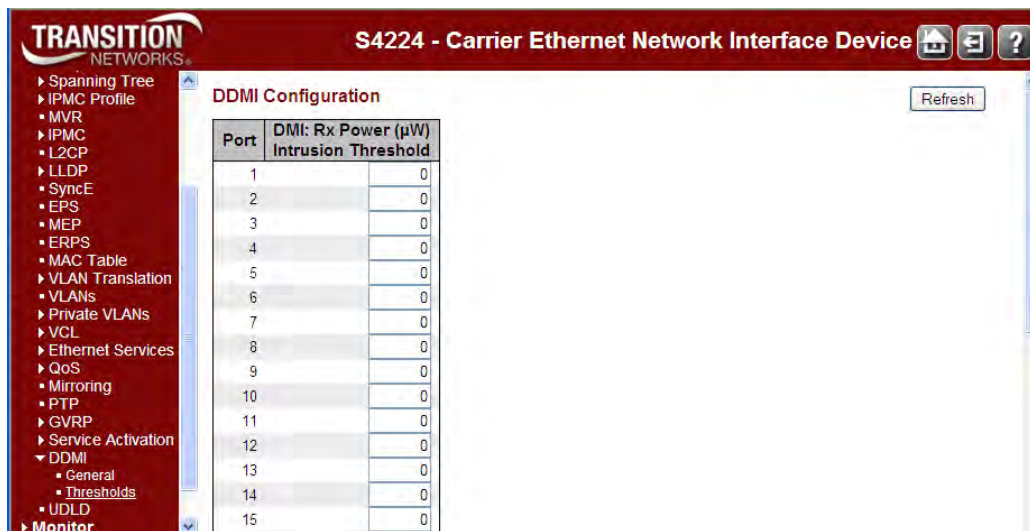 TRANSITION
NETWORKS®
S4224 - Carrier Ethernet Network Interface Device
?
Spanning Tree
IPMC Profile
MVR
IPMC
L2CP
LLDP
SyncE
EPS
MEP
ERPS
MAC Table
VLAN Translation
VLANs
Private VLANs
VCL
Ethernet Services
QoS
Mirroring
PTP
GVRP
Service Activation
DDMI
General
Thresholds
UDLD
Monitor
DDMI Configuration
Refresh
Port DMI: Rx Power (µW) Intrusion Threshold
1 0
2 0
3 0
4 0
5 0
6 0
7 0
8 0
9 0
10 0
11 0
12 0
13 0
14 0
15 0